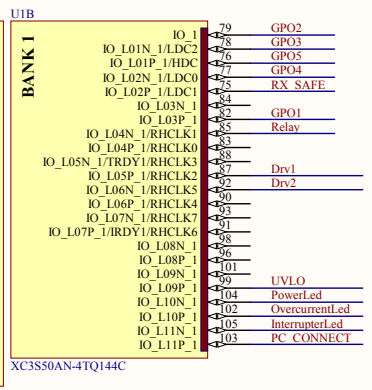 U1B
BANK 1
IO_1 79 GPO2
IO_L01N_1/LDC2 78 GPO3
IO_L01P_1/HDC 76 GPO5
IO_L02N_1/LDC0 77 GPO4
IO_L02P_1/LDC1 75 RX_SAFE
IO_L03N_1 84
IO_L03P_1 82 GPO1
IO_L04N_1/RHCLK1 85 Relay
IO_L04P_1/RHCLK0 83
IO_L05N_1/TRDY1/RHCLK3 88
IO_L05P_1/RHCLK2 87 Drv1
IO_L06N_1/RHCLK5 92 Drv2
IO_L06P_1/RHCLK4 90
IO_L07N_1/RHCLK7 93
IO_L07P_1/IRDY1/RHCLK6 91
IO_L08N_1 98
IO_L08P_1 96
IO_L09N_1 101
IO_L09P_1 99 UVLO
IO_L10N_1 104 PowerLed
IO_L10P_1 102 OvercurrentLed
IO_L11N_1 105 InterrupterLed
IO_L11P_1 103 PC_CONNECT
XC3S50AN-4TQ144C